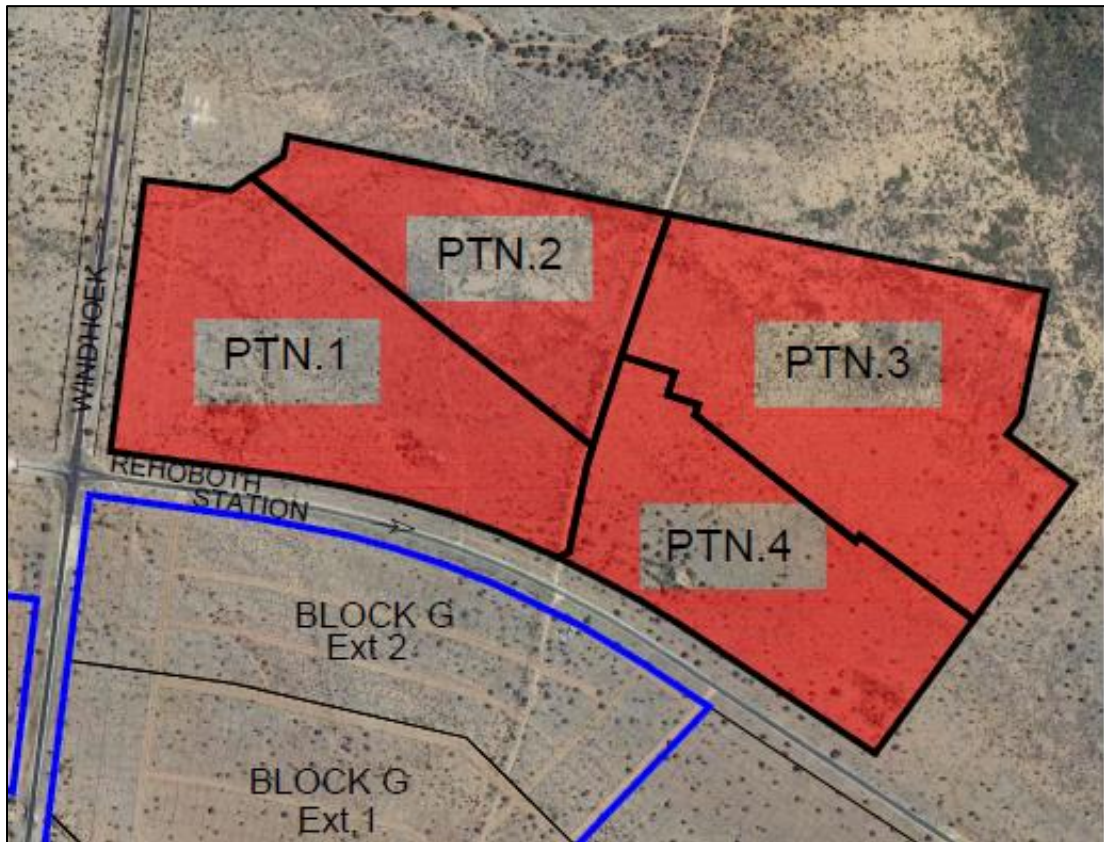 PTN.2
PTN.1
PTN.3
PTN.4
WINDHOEK
REHOBOTH
STATION
BLOCK G
Ext 2
BLOCK G
Ext,1